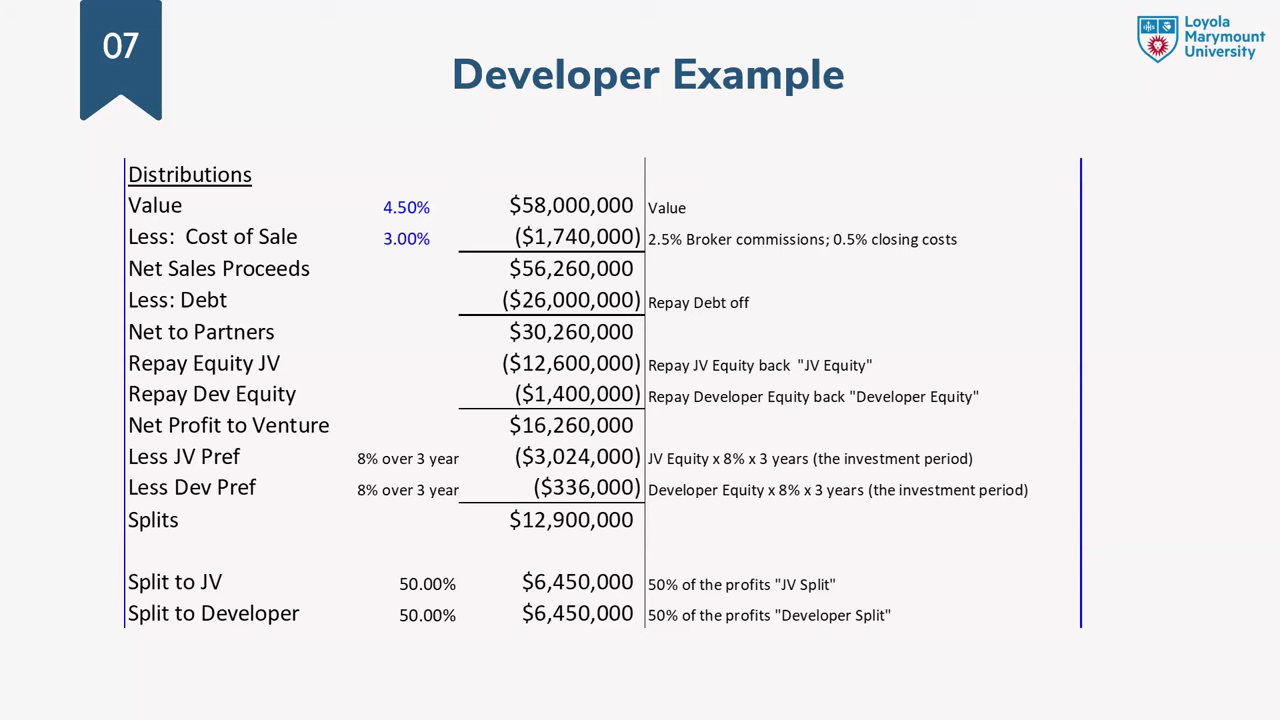 07
Loyola
Marymount
University
Developer Example
Distributions
Value 4.50% $58,000,000 Value
Less: Cost of Sale 3.00% ($1,740,000) 2.5% Broker commissions; 0.5% closing costs
Net Sales Proceeds $56,260,000
Less: Debt ($26,000,000) Repay Debt off
Net to Partners $30,260,000
Repay Equity JV ($12,600,000) Repay JV Equity back "JV Equity"
Repay Dev Equity ($1,400,000) Repay Developer Equity back "Developer Equity"
Net Profit to Venture $16,260,000
Less JV Pref 8% over 3 year ($3,024,000) JV Equity x 8% x 3 years (the investment period)
Less Dev Pref 8% over 3 year ($336,000) Developer Equity x 8% x 3 years (the investment period)
Splits $12,900,000
Split to JV 50.00% $6,450,000 50% of the profits "JV Split"
Split to Developer 50.00% $6,450,000 50% of the profits "Developer Split"